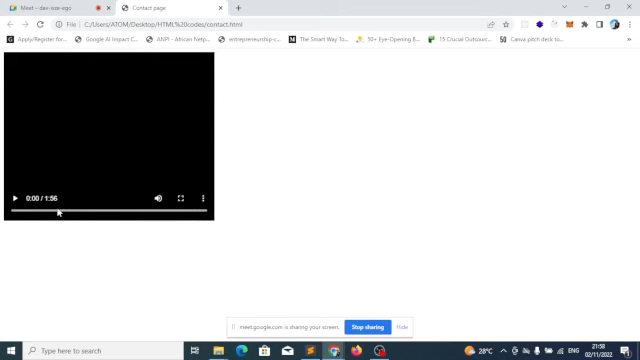 Meet – dev-isze-ego
Contact page
File
C:/Users/ATOM/Desktop/HTML%20codes/contact.html
Apply/Register for...
Google AI Impact C...
ANPI - African Netp...
entrepreneurship-c...
The Smart Way To...
50+ Eye-Opening B...
15 Crucial Outsourc...
Canva pitch deck to...
0:00 / 1:56
meet.google.com is sharing your screen.
Stop sharing
Hide
Type here to search
28°C
ENG
21:58
02/11/2022